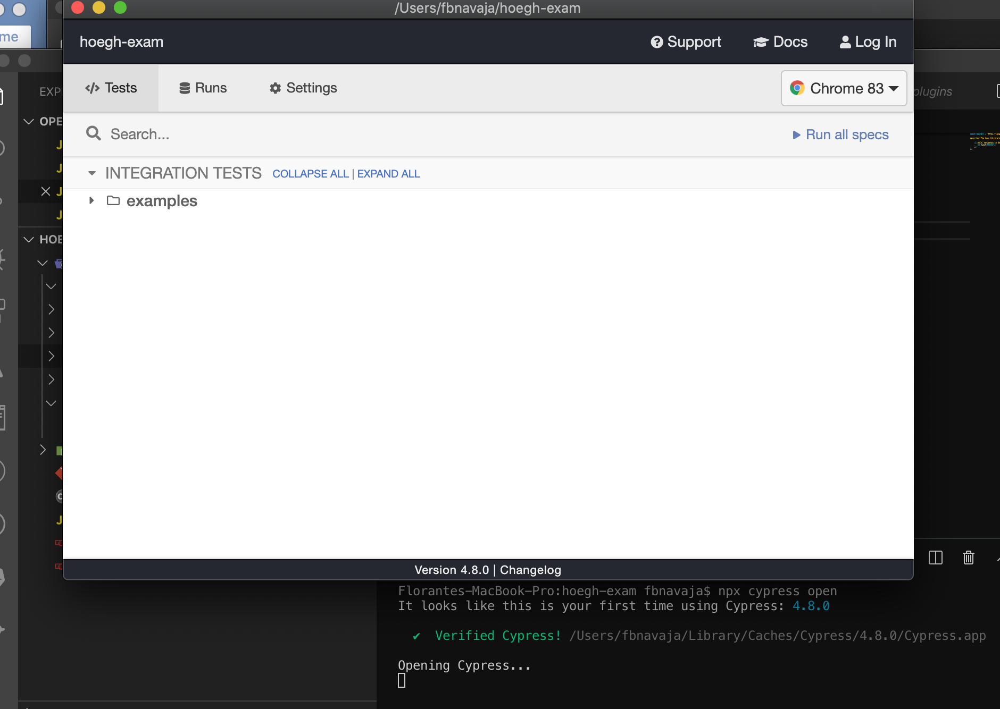 /Users/fbnavaja/hoegh-exam
me
hoegh-exam
Support
Docs
Log In
Tests
Runs
Settings
Chrome 83
plugins
Search...
Run all specs
INTEGRATION TESTS
COLLAPSE ALL | EXPAND ALL
examples
EXP
OPE
HOE
Version 4.8.0 | Changelog
Florantes-MacBook-Pro:hoegh-exam fbnavaja$ npx cypress open
It looks like this is your first time using Cypress: 4.8.0
✔ Verified Cypress! /Users/fbnavaja/Library/Caches/Cypress/4.8.0/Cypress.app
Opening Cypress...